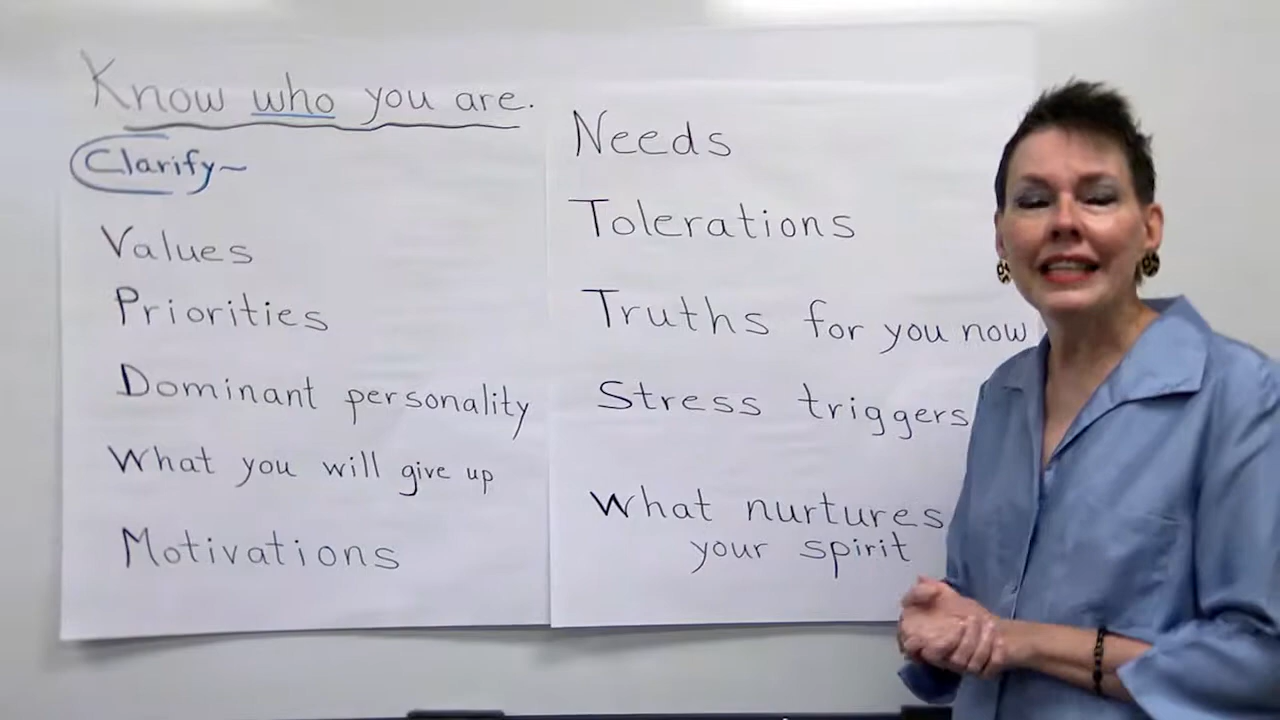 Know who you are.
Clarify~
Values
Priorities
Dominant personality
What you will give up
Motivations
Needs
Tolerations
Truths for you now
Stress triggers
What nurtures
your spirit